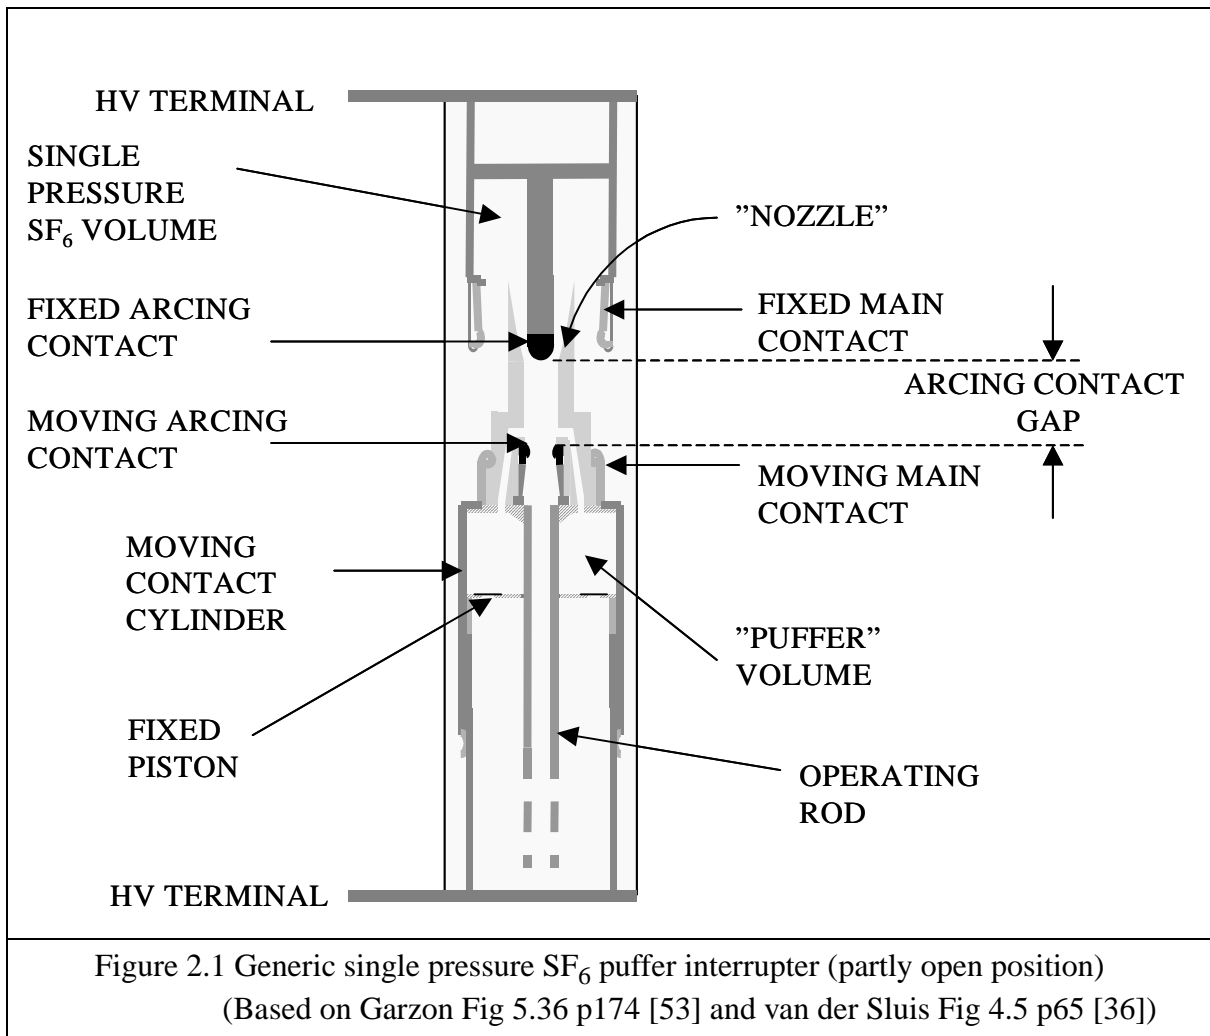 HV TERMINAL
SINGLE
PRESSURE
SF6 VOLUME
”NOZZLE”
FIXED ARCING
CONTACT
FIXED MAIN
CONTACT
ARCING CONTACT
GAP
MOVING ARCING
CONTACT
MOVING MAIN
CONTACT
MOVING
CONTACT
CYLINDER
”PUFFER”
VOLUME
FIXED
PISTON
OPERATING
ROD
HV TERMINAL
Figure 2.1 Generic single pressure SF6 puffer interrupter (partly open position)
(Based on Garzon Fig 5.36 p174 [53] and van der Sluis Fig 4.5 p65 [36])